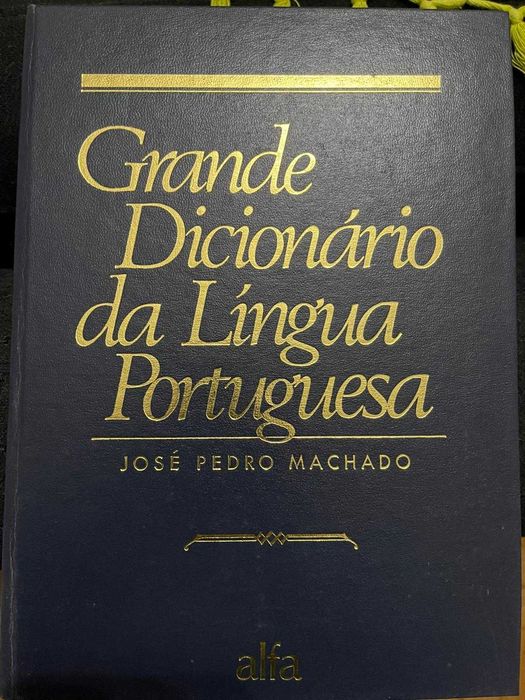 Grande
Dicionário
da Língua
Portuguesa
JOSÉ PEDRO MACHADO
alfa